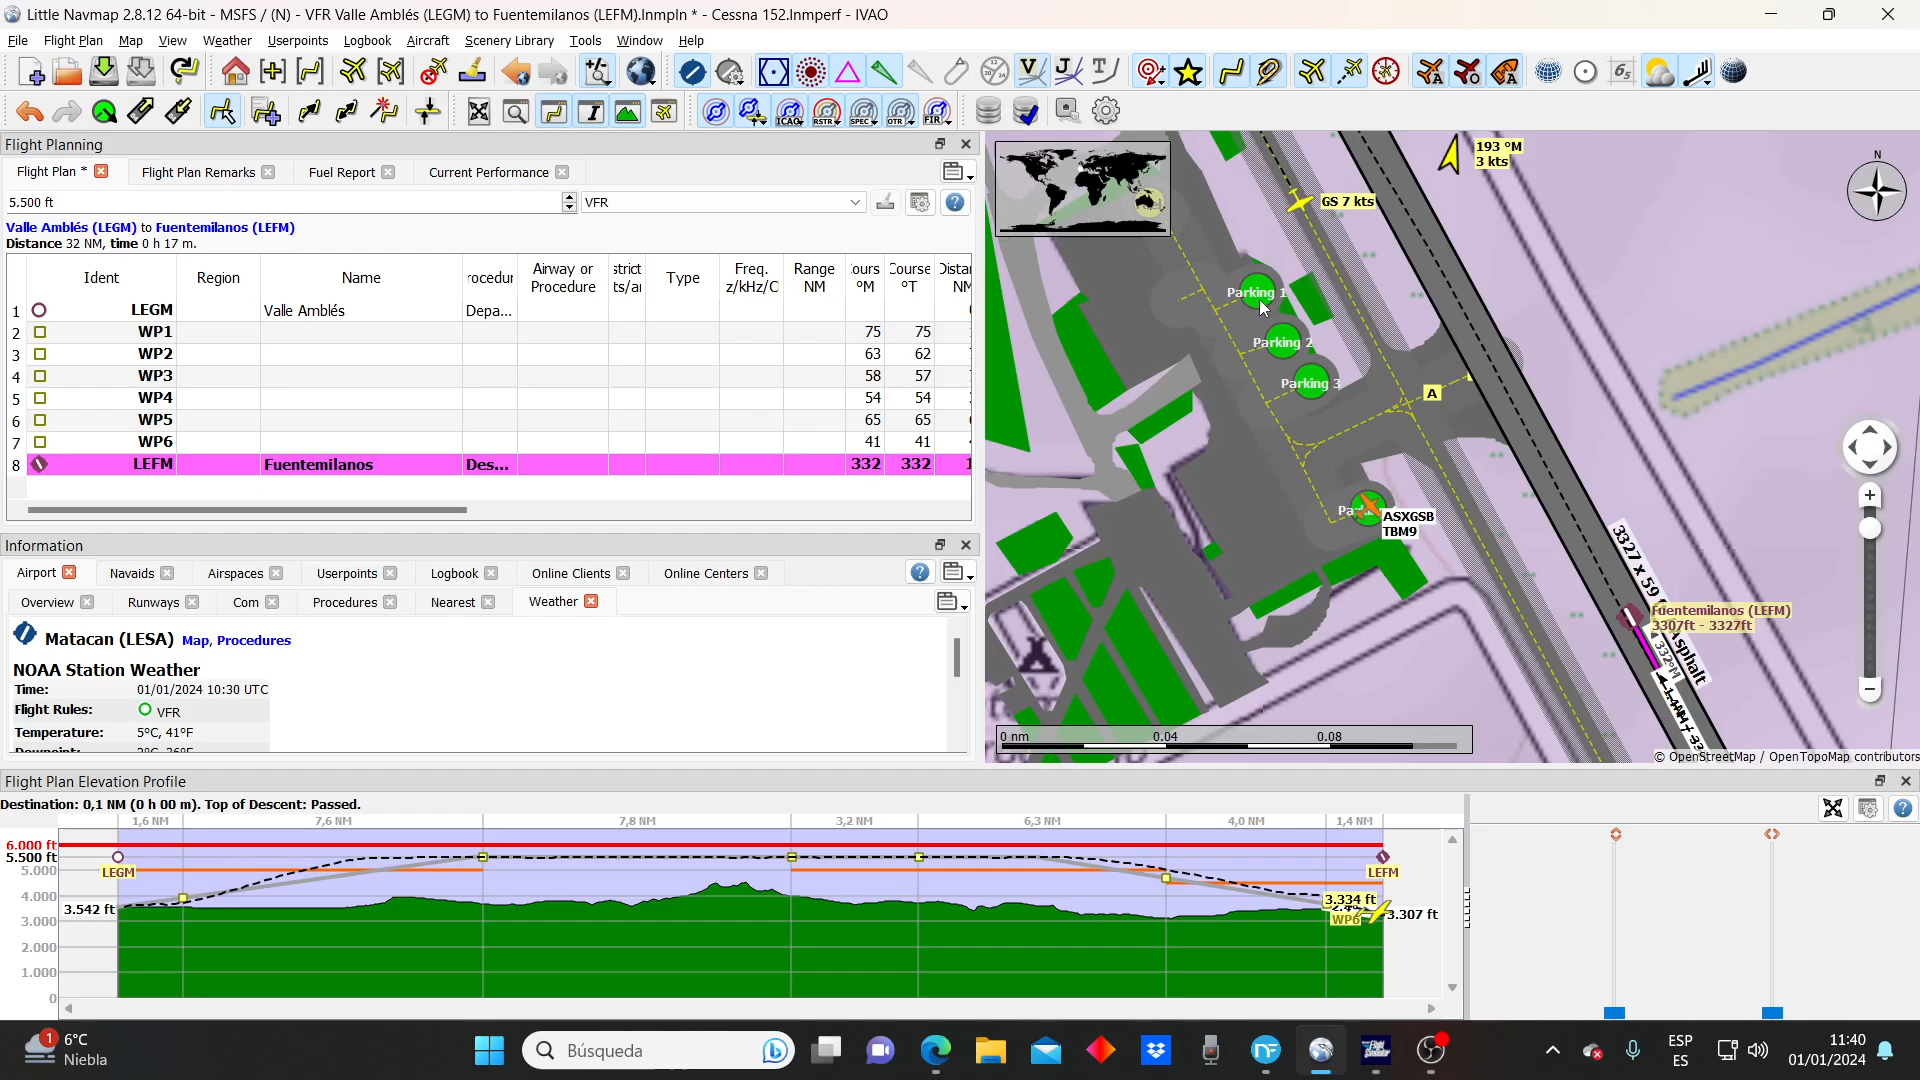 Little Navmap 2.8.12 64-bit - MSFS / (N) - VFR Valle Amblés (LEGM) to Fuentemilanos (LEFM).lnmpln * - Cessna 152.lnmperf - IVAO
File Flight Plan Map View Weather Userpoints Logbook Aircraft Scenery Library Tools Window Help
Flight Planning
Flight Plan * Flight Plan Remarks Fuel Report Current Performance
5.500 ft VFR
Valle Amblés (LEGM) to Fuentemilanos (LEFM)
Distance 32 NM, time 0 h 17 m.
Ident Region Name rocedur Airway or Procedure strict ts/al Type Freq. z/kHz/C Range NM ours °M Course °T Distan NM
1 LEGM Valle Amblés Depa...
2 WP1 75 75
3 WP2 63 62
4 WP3 58 57
5 WP4 54 54
6 WP5 65 65
7 WP6 41 41
8 LEFM Fuentemilanos Des... 332 332 1
Information
Airport Navaids Airspaces Userpoints Logbook Online Clients Online Centers
Overview Runways Com Procedures Nearest Weather
Matacan (LESA) Map, Procedures
NOAA Station Weather
Time: 01/01/2024 10:30 UTC
Flight Rules: VFR
Temperature: 5°C, 41°F
193 °M
3 kts
N
GS 7 kts
Parking 1
Parking 2
Parking 3
A
ASXGSB
TBM9
Fuentemilanos (LEFM)
3307ft - 3327ft
3327 x 59
Asphalt
332°M
0 nm 0.04 0.08
© OpenStreetMap / OpenTopoMap contributors
Flight Plan Elevation Profile
Destination: 0,1 NM (0 h 00 m). Top of Descent: Passed.
1,6 NM 7,6 NM 7,8 NM 3,2 NM 6,3 NM 4,0 NM 1,4 NM
6.000 ft
5.500 ft
5.000
4.000
3.542 ft
3.000
2.000
1.000
0
LEGM
LEFM
3.334 ft
WP6
3.307 ft
6°C
Niebla
Búsqueda
ESP
ES
11:40
01/01/2024